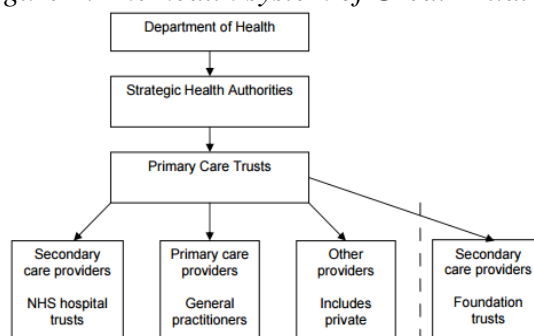 Department of Health
Strategic Health Authorities
Primary Care Trusts
Secondary
care providers
NHS hospital
trusts
Primary care
providers
General
practitioners
Other
providers
Includes
private
Secondary
care providers
Foundation
trusts